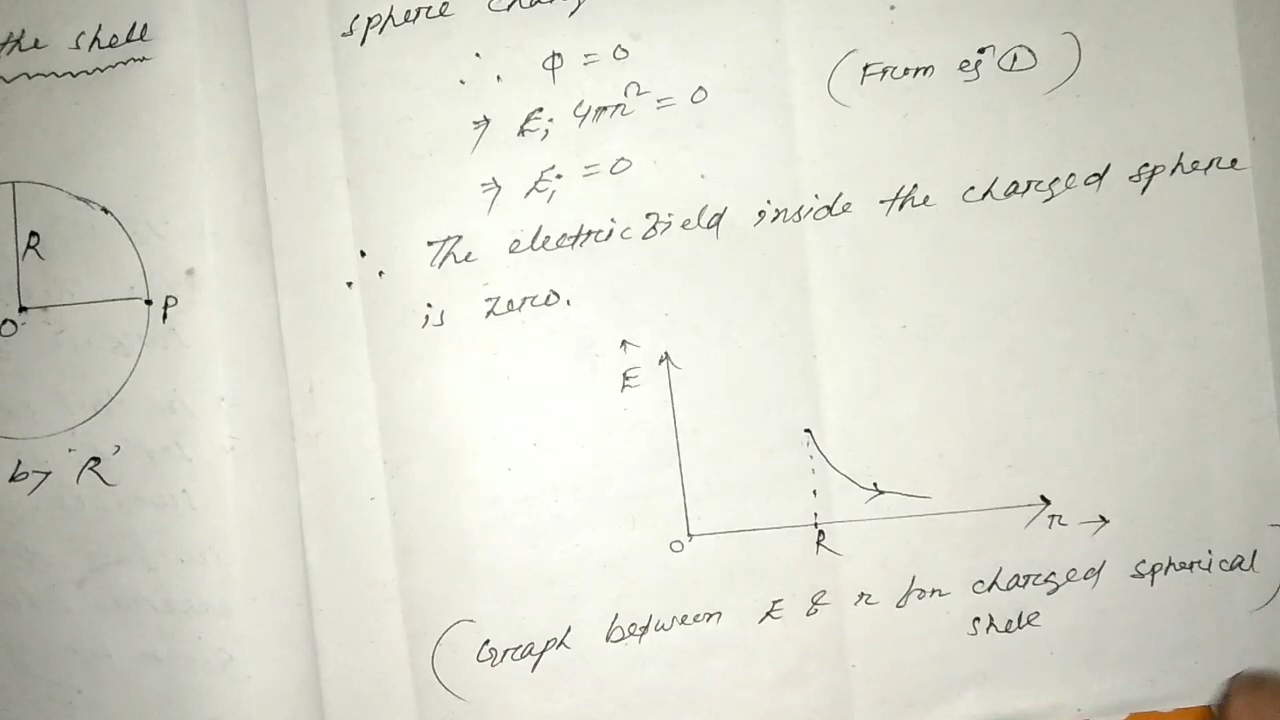 the shell
R
O
P
by 'R'
sphere
∴ Φ = 0
(From eqⁿ ①)
⇒ Eᵢ 4πr² = 0
⇒ Eᵢ = 0
∴ The electric field inside the charged sphere
is zero.
E
O
R
r →
(Graph between E & r for charged spherical
shell)